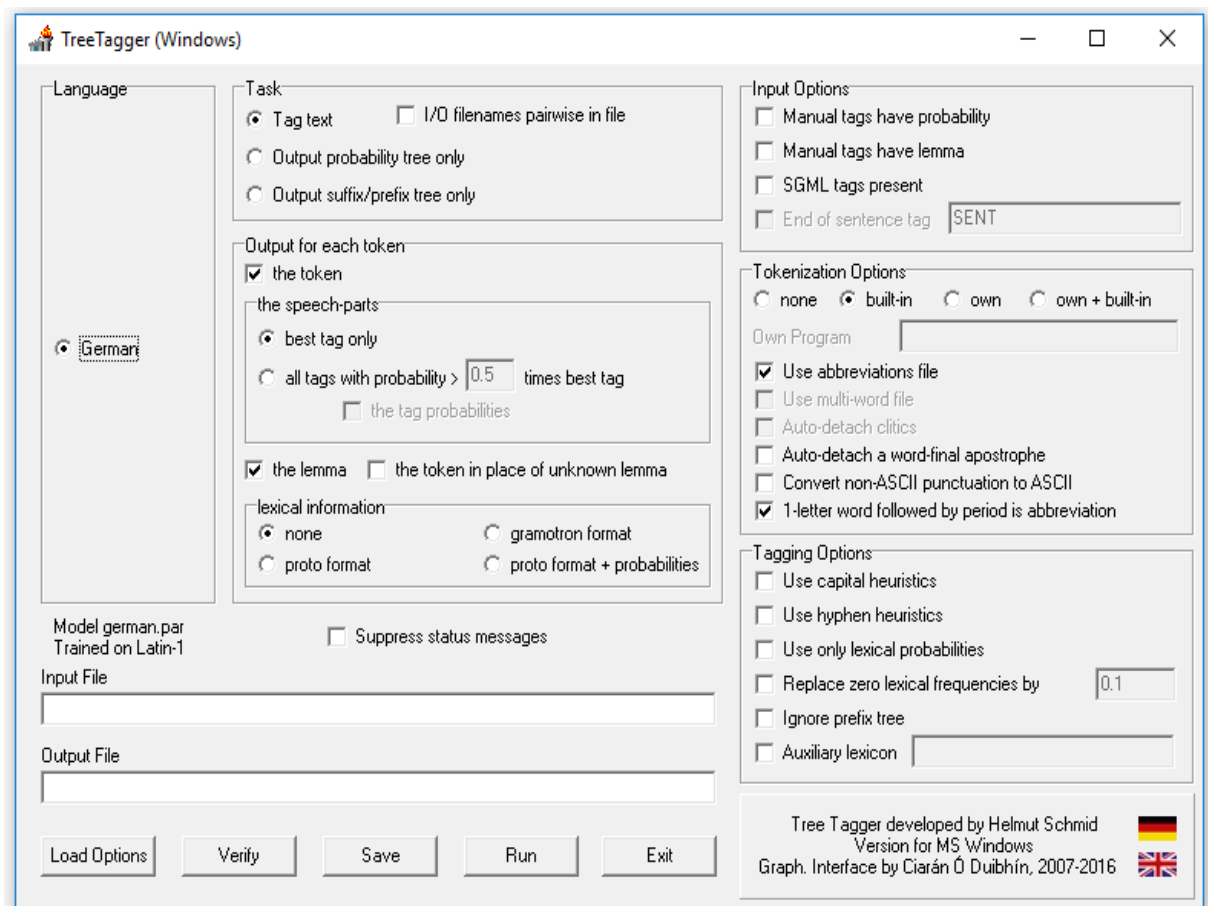 TreeTagger (Windows)
Language
German
Task
Tag text
I/O filenames pairwise in file
Output probability tree only
Output suffix/prefix tree only
Output for each token
the token
the speech-parts
best tag only
all tags with probability > 0.5 times best tag
the tag probabilities
the lemma
the token in place of unknown lemma
lexical information
none
gramotron format
proto format
proto format + probabilities
Model german.par
Trained on Latin-1
Suppress status messages
Input File
Output File
Load Options
Verify
Save
Run
Exit
Input Options
Manual tags have probability
Manual tags have lemma
SGML tags present
End of sentence tag SENT
Tokenization Options
none
built-in
own
own + built-in
Own Program
Use abbreviations file
Use multi-word file
Auto-detach clitics
Auto-detach a word-final apostrophe
Convert non-ASCII punctuation to ASCII
1-letter word followed by period is abbreviation
Tagging Options
Use capital heuristics
Use hyphen heuristics
Use only lexical probabilities
Replace zero lexical frequencies by 0.1
Ignore prefix tree
Auxiliary lexicon
Tree Tagger developed by Helmut Schmid
Version for MS Windows
Graph. Interface by Ciarán Ó Duibhín, 2007-2016